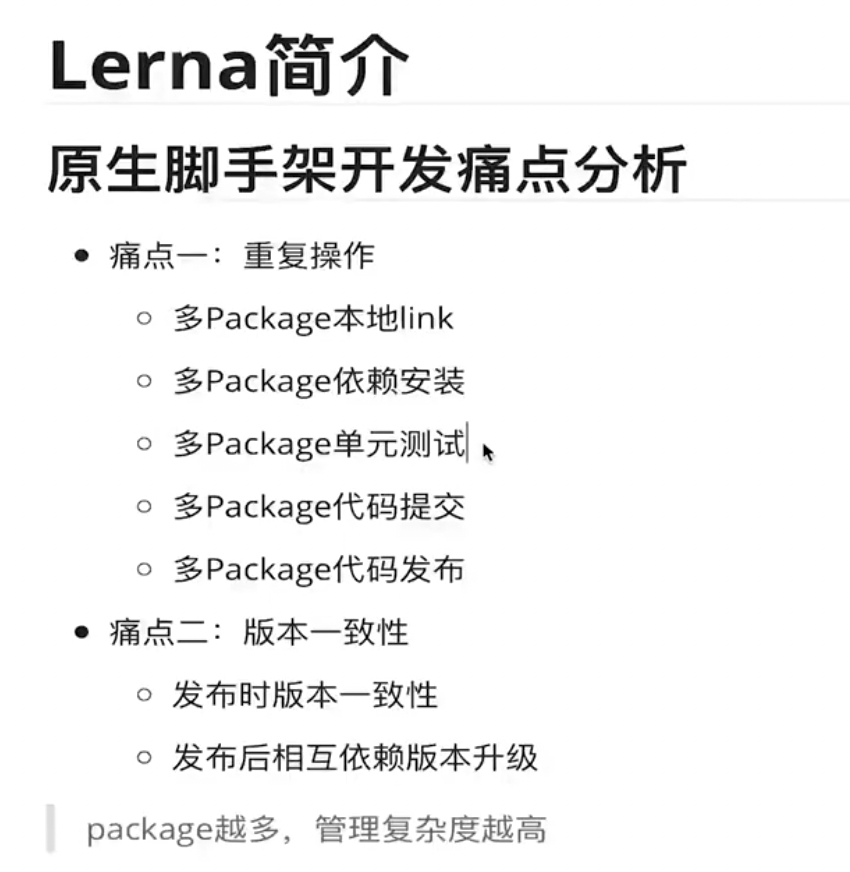 Lerna简介
原生脚手架开发痛点分析
痛点一：重复操作
多Package本地link
多Package依赖安装
多Package单元测试
多Package代码提交
多Package代码发布
痛点二：版本一致性
发布时版本一致性
发布后相互依赖版本升级
package越多，管理复杂度越高